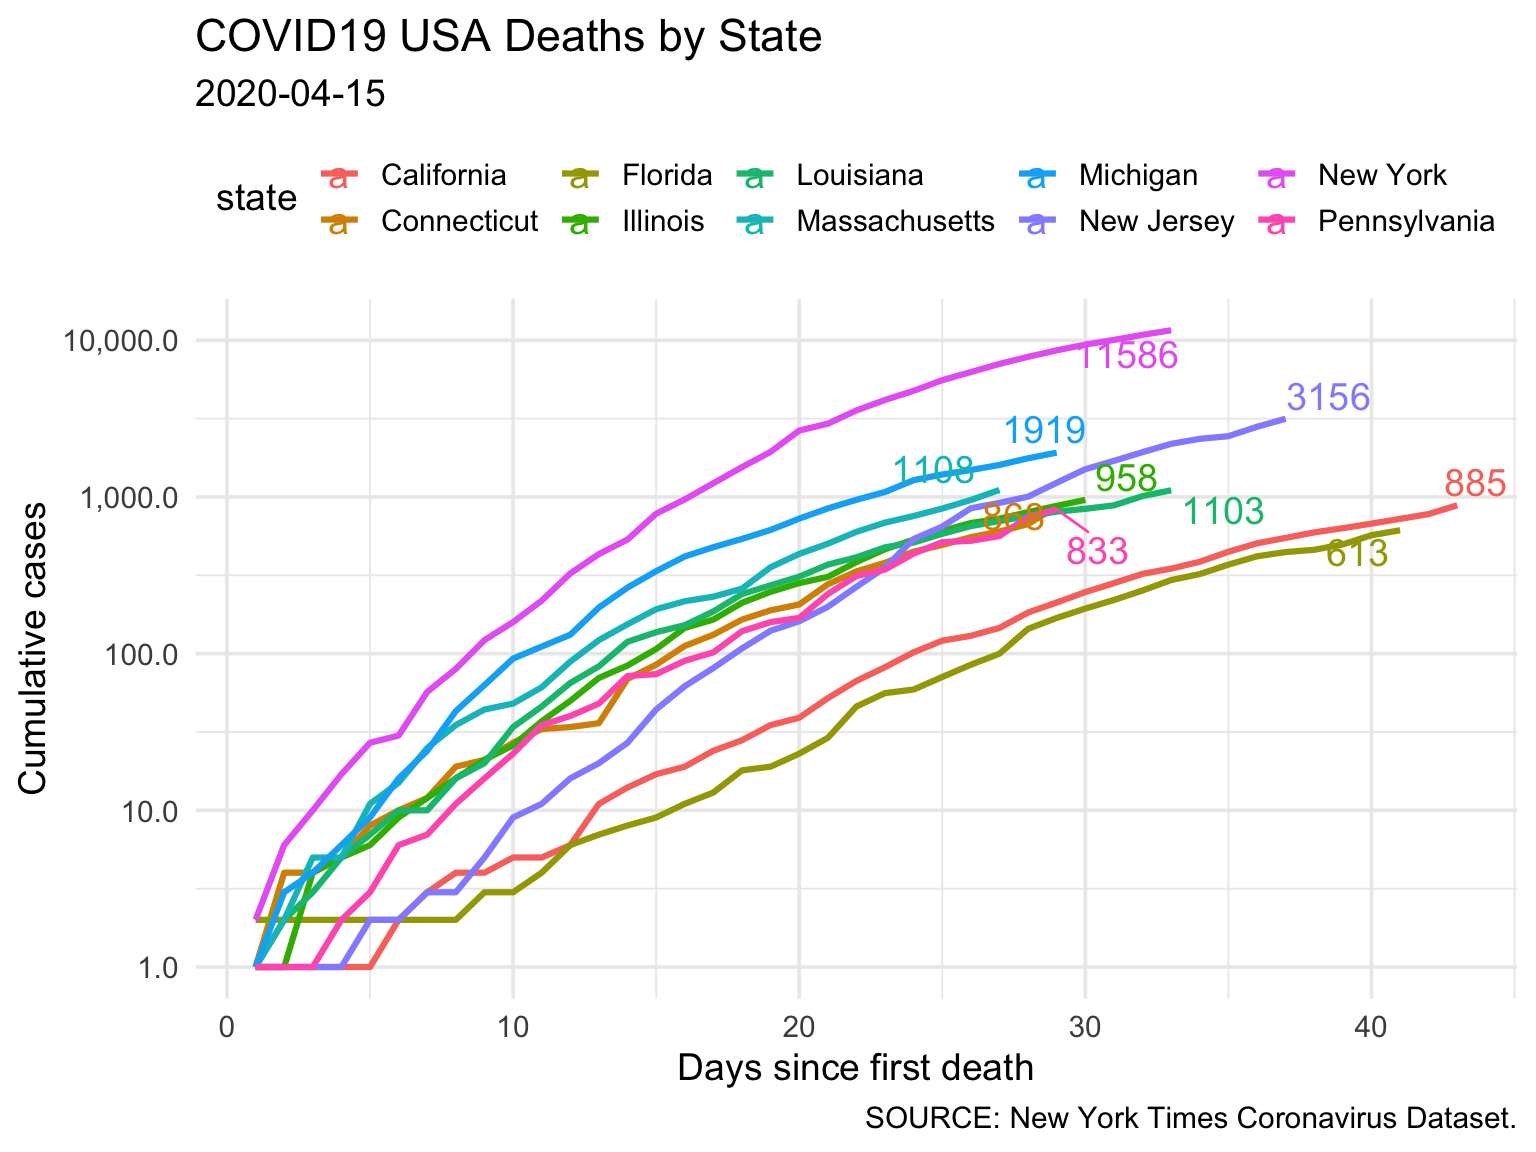 COVID19 USA Deaths by State
2020-04-15
state
a California a Florida a Louisiana a Michigan a New York
a Connecticut a Illinois a Massachusetts a New Jersey a Pennsylvania
Cumulative cases
10,000.0
1,000.0
100.0
10.0
1.0
11586
3156
1919
1108
958
885
1103
833
613
0 10 20 30 40
Days since first death
SOURCE: New York Times Coronavirus Dataset.